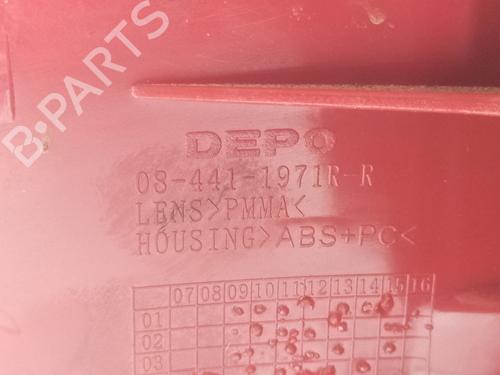 B-PARTS
DEPO
08-441-1971R-R
LENS>PMMA<
HOUSING>ABS+PC<
07 08 09 10 11 12 13 14 15 16
01
02
03